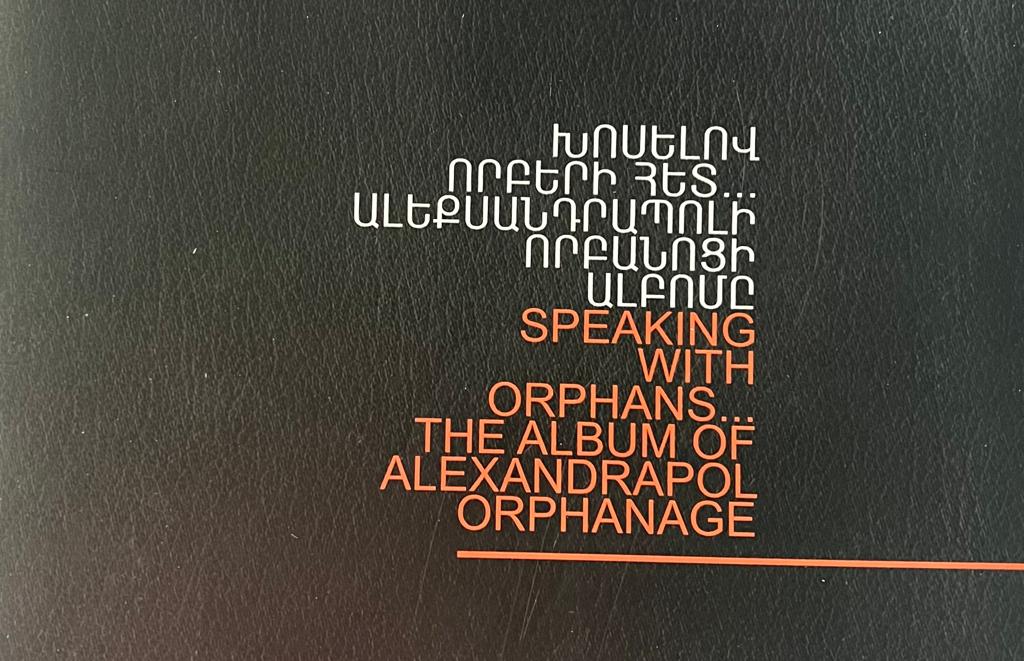 ԽՈՍԵԼՈՎ
ՈՐԲԵՐԻ ՀԵՏ...
ԱԼԵՔՍԱՆԴՐԱՊՈԼԻ
ՈՐԲԱՆՈՑԻ
ԱԼԲՈՄԸ
SPEAKING
WITH
ORPHANS...
THE ALBUM OF
ALEXANDRAPOL
ORPHANAGE